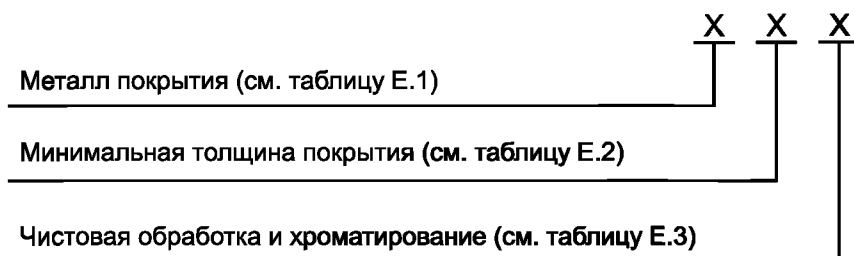 X X X
Металл покрытия (см. таблицу Е.1)
Минимальная толщина покрытия (см. таблицу Е.2)
Чистовая обработка и хроматирование (см. таблицу Е.3)